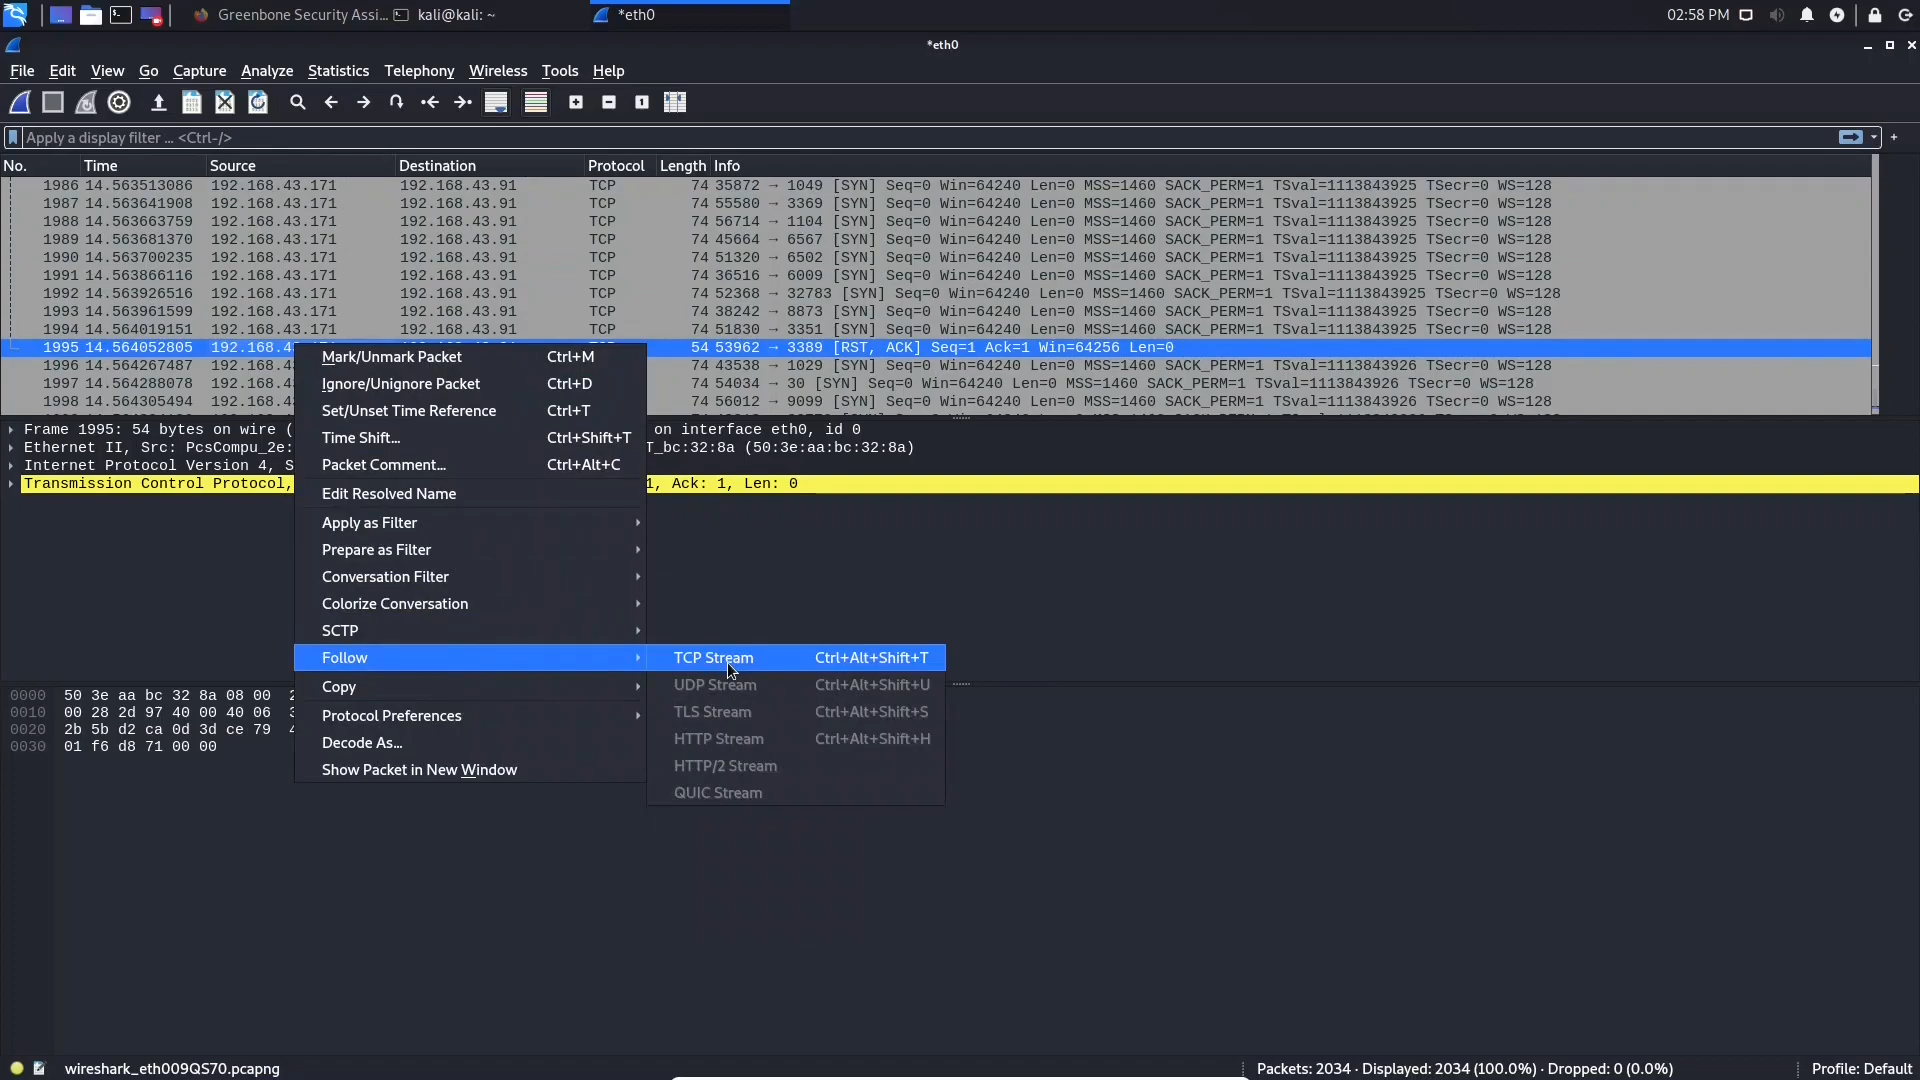 Greenbone Security Assi... kali@kali: ~ *eth0 02:58 PM
*eth0
File Edit View Go Capture Analyze Statistics Telephony Wireless Tools Help
Apply a display filter ... <Ctrl-/>
No. Time Source Destination Protocol Length Info
1986 14.563513086 192.168.43.171 192.168.43.91 TCP 74 35872 → 1049 [SYN] Seq=0 Win=64240 Len=0 MSS=1460 SACK_PERM=1 TSval=1113843925 TSecr=0 WS=128
1987 14.563641908 192.168.43.171 192.168.43.91 TCP 74 55580 → 3369 [SYN] Seq=0 Win=64240 Len=0 MSS=1460 SACK_PERM=1 TSval=1113843925 TSecr=0 WS=128
1988 14.563663759 192.168.43.171 192.168.43.91 TCP 74 56714 → 1104 [SYN] Seq=0 Win=64240 Len=0 MSS=1460 SACK_PERM=1 TSval=1113843925 TSecr=0 WS=128
1989 14.563681370 192.168.43.171 192.168.43.91 TCP 74 45664 → 6567 [SYN] Seq=0 Win=64240 Len=0 MSS=1460 SACK_PERM=1 TSval=1113843925 TSecr=0 WS=128
1990 14.563700235 192.168.43.171 192.168.43.91 TCP 74 51320 → 6502 [SYN] Seq=0 Win=64240 Len=0 MSS=1460 SACK_PERM=1 TSval=1113843925 TSecr=0 WS=128
1991 14.563866116 192.168.43.171 192.168.43.91 TCP 74 36516 → 6009 [SYN] Seq=0 Win=64240 Len=0 MSS=1460 SACK_PERM=1 TSval=1113843925 TSecr=0 WS=128
1992 14.563926516 192.168.43.171 192.168.43.91 TCP 74 52368 → 32783 [SYN] Seq=0 Win=64240 Len=0 MSS=1460 SACK_PERM=1 TSval=1113843925 TSecr=0 WS=128
1993 14.563961599 192.168.43.171 192.168.43.91 TCP 74 38242 → 8873 [SYN] Seq=0 Win=64240 Len=0 MSS=1460 SACK_PERM=1 TSval=1113843925 TSecr=0 WS=128
1994 14.564019151 192.168.43.171 192.168.43.91 TCP 74 51830 → 3351 [SYN] Seq=0 Win=64240 Len=0 MSS=1460 SACK_PERM=1 TSval=1113843925 TSecr=0 WS=128
1995 14.564052805 192.168.4 54 53962 → 3389 [RST, ACK] Seq=1 Ack=1 Win=64256 Len=0
1996 14.564267487 192.168.4 74 43538 → 1029 [SYN] Seq=0 Win=64240 Len=0 MSS=1460 SACK_PERM=1 TSval=1113843926 TSecr=0 WS=128
1997 14.564288078 192.168.4 74 54034 → 30 [SYN] Seq=0 Win=64240 Len=0 MSS=1460 SACK_PERM=1 TSval=1113843926 TSecr=0 WS=128
1998 14.564305494 192.168.4 74 56012 → 9099 [SYN] Seq=0 Win=64240 Len=0 MSS=1460 SACK_PERM=1 TSval=1113843926 TSecr=0 WS=128
Frame 1995: 54 bytes on wire ( on interface eth0, id 0
Ethernet II, Src: PcsCompu_2e: T_bc:32:8a (50:3e:aa:bc:32:8a)
Internet Protocol Version 4, S
Transmission Control Protocol, 1, Ack: 1, Len: 0
Mark/Unmark Packet Ctrl+M
Ignore/Unignore Packet Ctrl+D
Set/Unset Time Reference Ctrl+T
Time Shift... Ctrl+Shift+T
Packet Comment... Ctrl+Alt+C
Edit Resolved Name
Apply as Filter
Prepare as Filter
Conversation Filter
Colorize Conversation
SCTP
Follow
Copy
Protocol Preferences
Decode As...
Show Packet in New Window
TCP Stream Ctrl+Alt+Shift+T
UDP Stream Ctrl+Alt+Shift+U
TLS Stream Ctrl+Alt+Shift+S
HTTP Stream Ctrl+Alt+Shift+H
HTTP/2 Stream
QUIC Stream
0000 50 3e aa bc 32 8a 08 00 2
0010 00 28 2d 97 40 00 40 06 3
0020 2b 5b d2 ca 0d 3d ce 79 4
0030 01 f6 d8 71 00 00
wireshark_eth009QS70.pcapng Packets: 2034 · Displayed: 2034 (100.0%) · Dropped: 0 (0.0%) Profile: Default